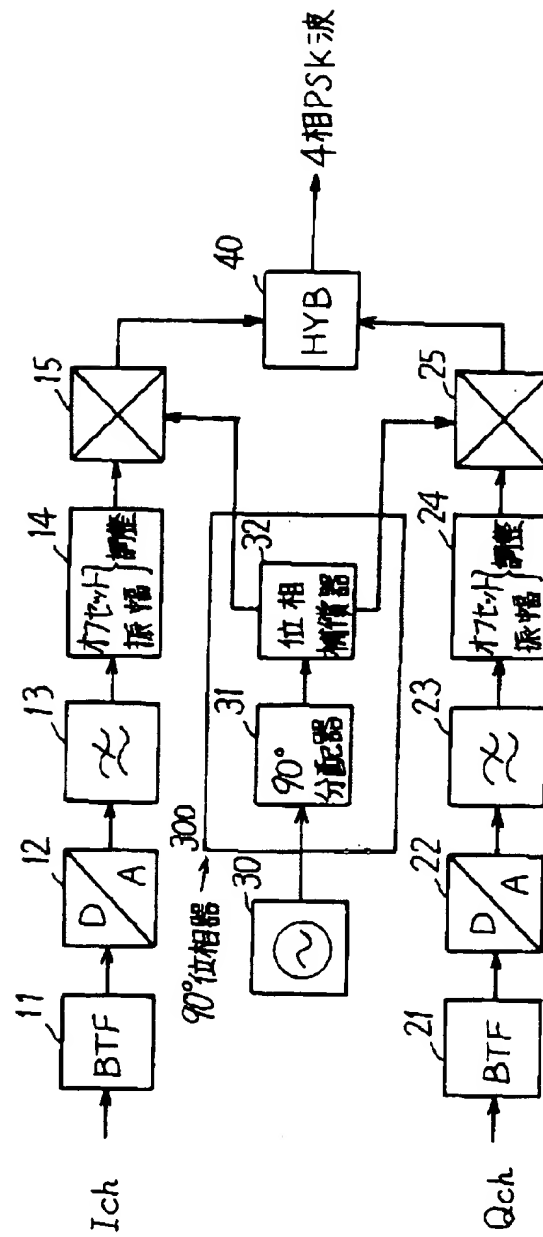 Ich
11
BTF
12
D
A
13
14
オフセット
振幅
調整
15
90°位相器
300
30
31
90°
分配器
32
位相
補償器
40
HYB
4相PSK波
Qch
21
BTF
22
D
A
23
24
オフセット
振幅
調整
25